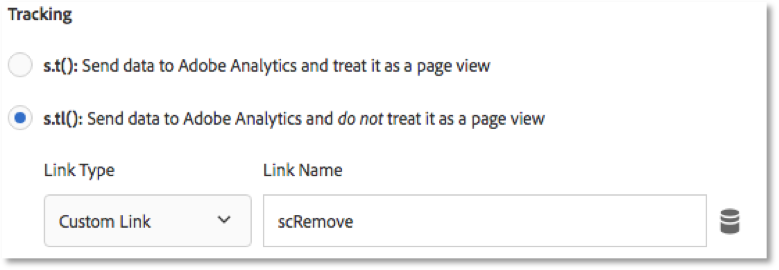 Tracking
s.t(): Send data to Adobe Analytics and treat it as a page view
s.tl(): Send data to Adobe Analytics and do not treat it as a page view
Link Type Link Name
Custom Link scRemove